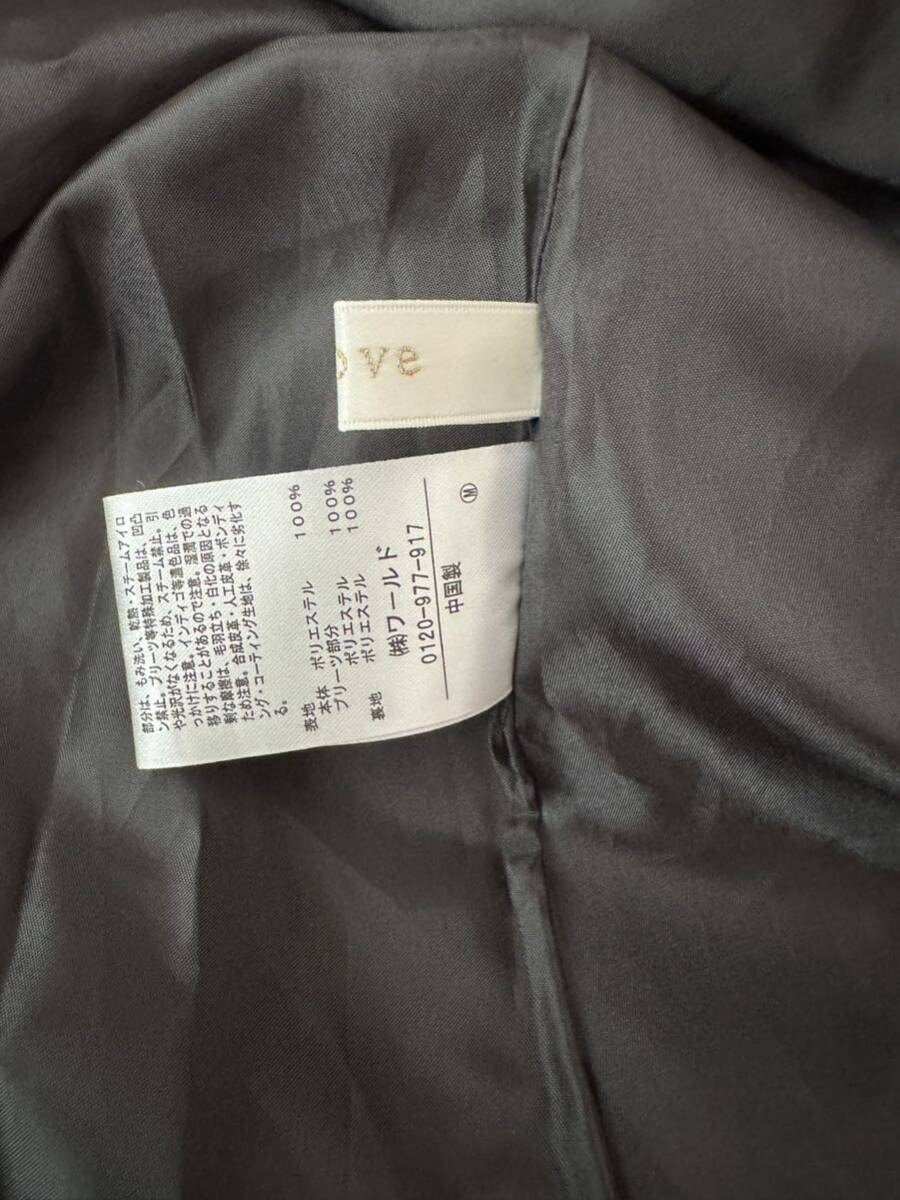 ove
部分は、もみ洗い、乾熱・スチームアイロ
ン禁止。プリーツ等特殊加工製品は、凹凸
や光沢がなくなるため、スチーム禁止。引
っかけに注意。インディゴ等濃色品は、色
移りすることがあるので注意。湿潤での過
剰な摩擦は、毛羽立ち・白化の原因となる
ため注意。合成皮革・人工皮革・ボンディ
ング・コーティング生地は、徐々に劣化す
る。
表地 ポリエステル 100%
本体
プリーツ部分
ポリエステル 100%
裏地 ポリエステル 100%
㈱ワールド
0120-977-917
中国製
Ⓜ